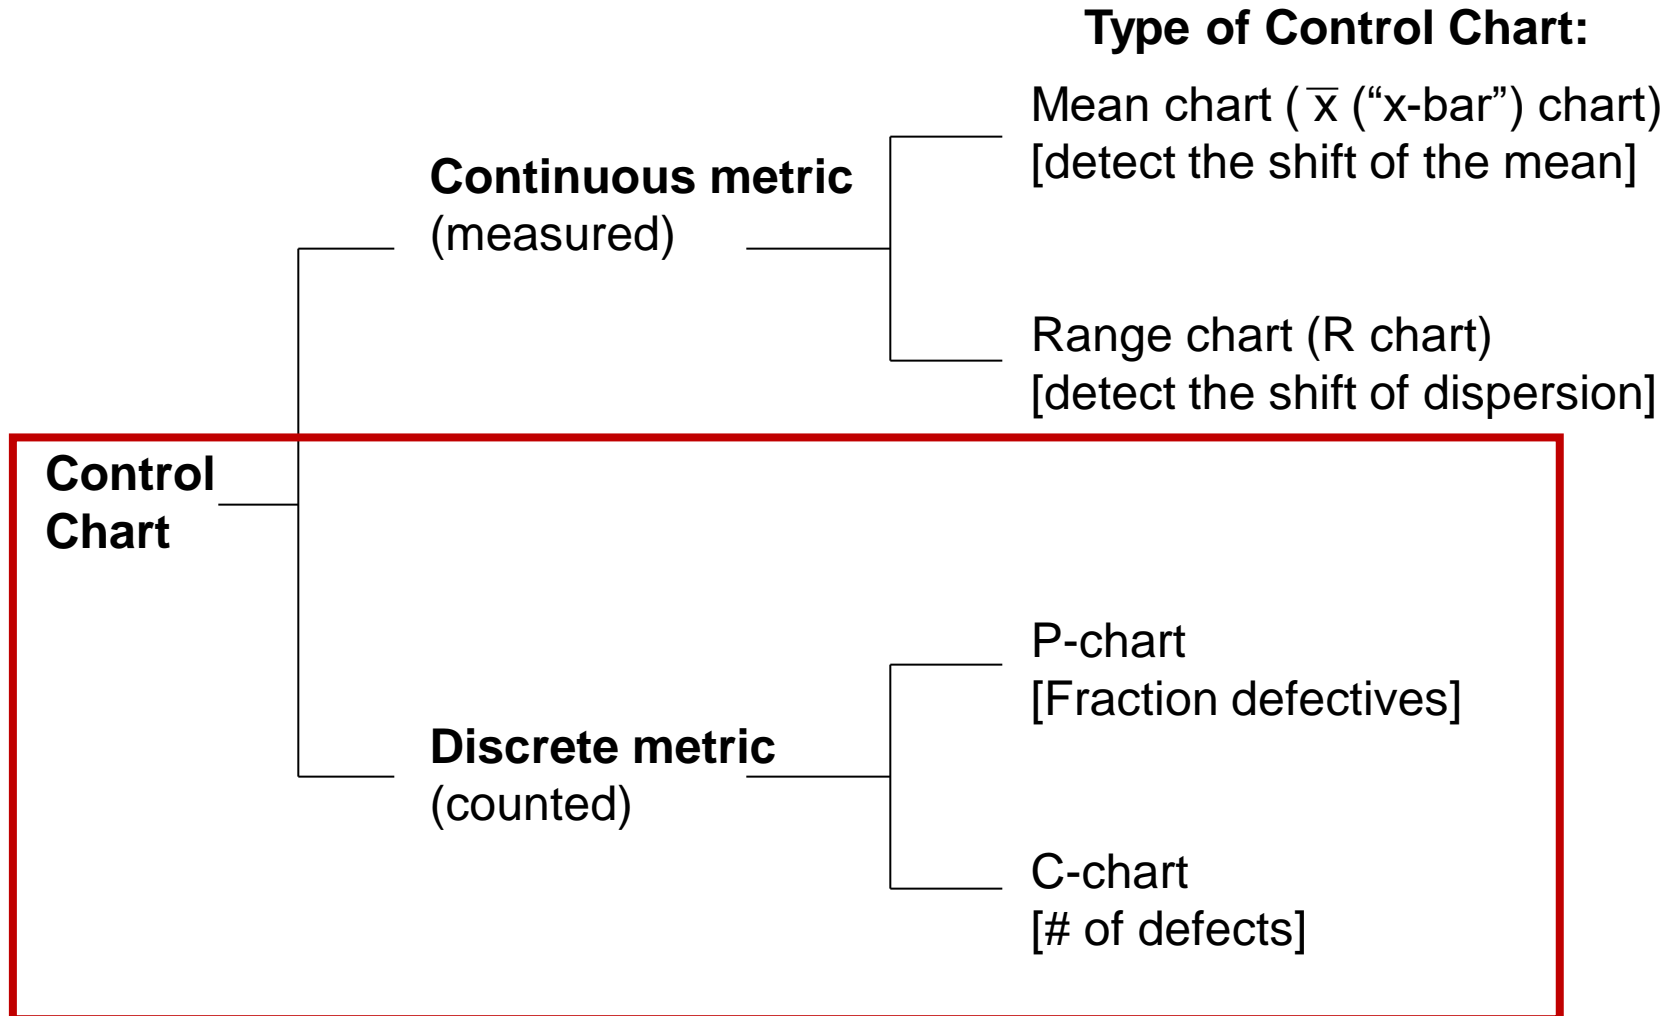 Type of Control Chart:
Mean chart ( x̅ (“x-bar”) chart)
[detect the shift of the mean]
Continuous metric
(measured)
Range chart (R chart)
[detect the shift of dispersion]
Control
Chart
P-chart
[Fraction defectives]
Discrete metric
(counted)
C-chart
[# of defects]